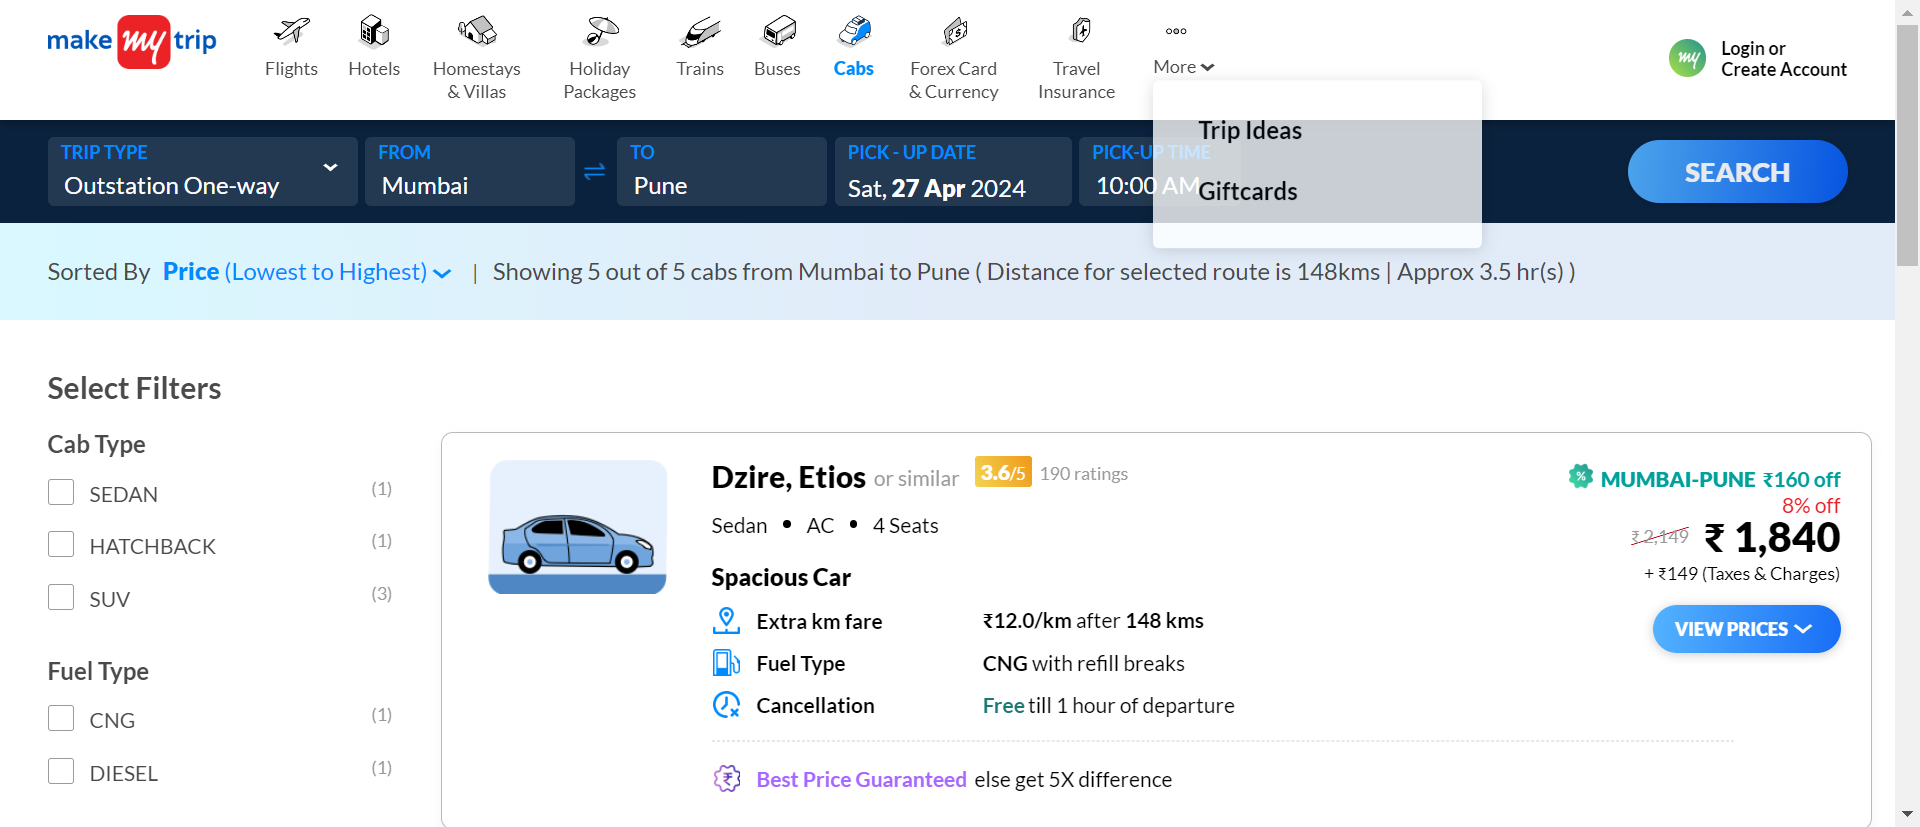 make my trip
Flights
Hotels
Homestays
& Villas
Holiday
Packages
Trains
Buses
Cabs
Forex Card
& Currency
Travel
Insurance
More
my
Login or
Create Account
Trip Ideas
Giftcards
TRIP TYPE
Outstation One-way
FROM
Mumbai
TO
Pune
PICK - UP DATE
Sat, 27 Apr 2024
PICK-UP TIME
10:00 AM
SEARCH
Sorted By Price (Lowest to Highest) | Showing 5 out of 5 cabs from Mumbai to Pune ( Distance for selected route is 148kms | Approx 3.5 hr(s) )
Select Filters
Cab Type
SEDAN (1)
HATCHBACK (1)
SUV (3)
Fuel Type
CNG (1)
DIESEL (1)
Dzire, Etios or similar 3.6/5 190 ratings
Sedan • AC • 4 Seats
Spacious Car
Extra km fare ₹12.0/km after 148 kms
Fuel Type CNG with refill breaks
Cancellation Free till 1 hour of departure
Best Price Guaranteed else get 5X difference
% MUMBAI-PUNE ₹160 off
8% off
₹ 2,149 ₹ 1,840
+ ₹149 (Taxes & Charges)
VIEW PRICES